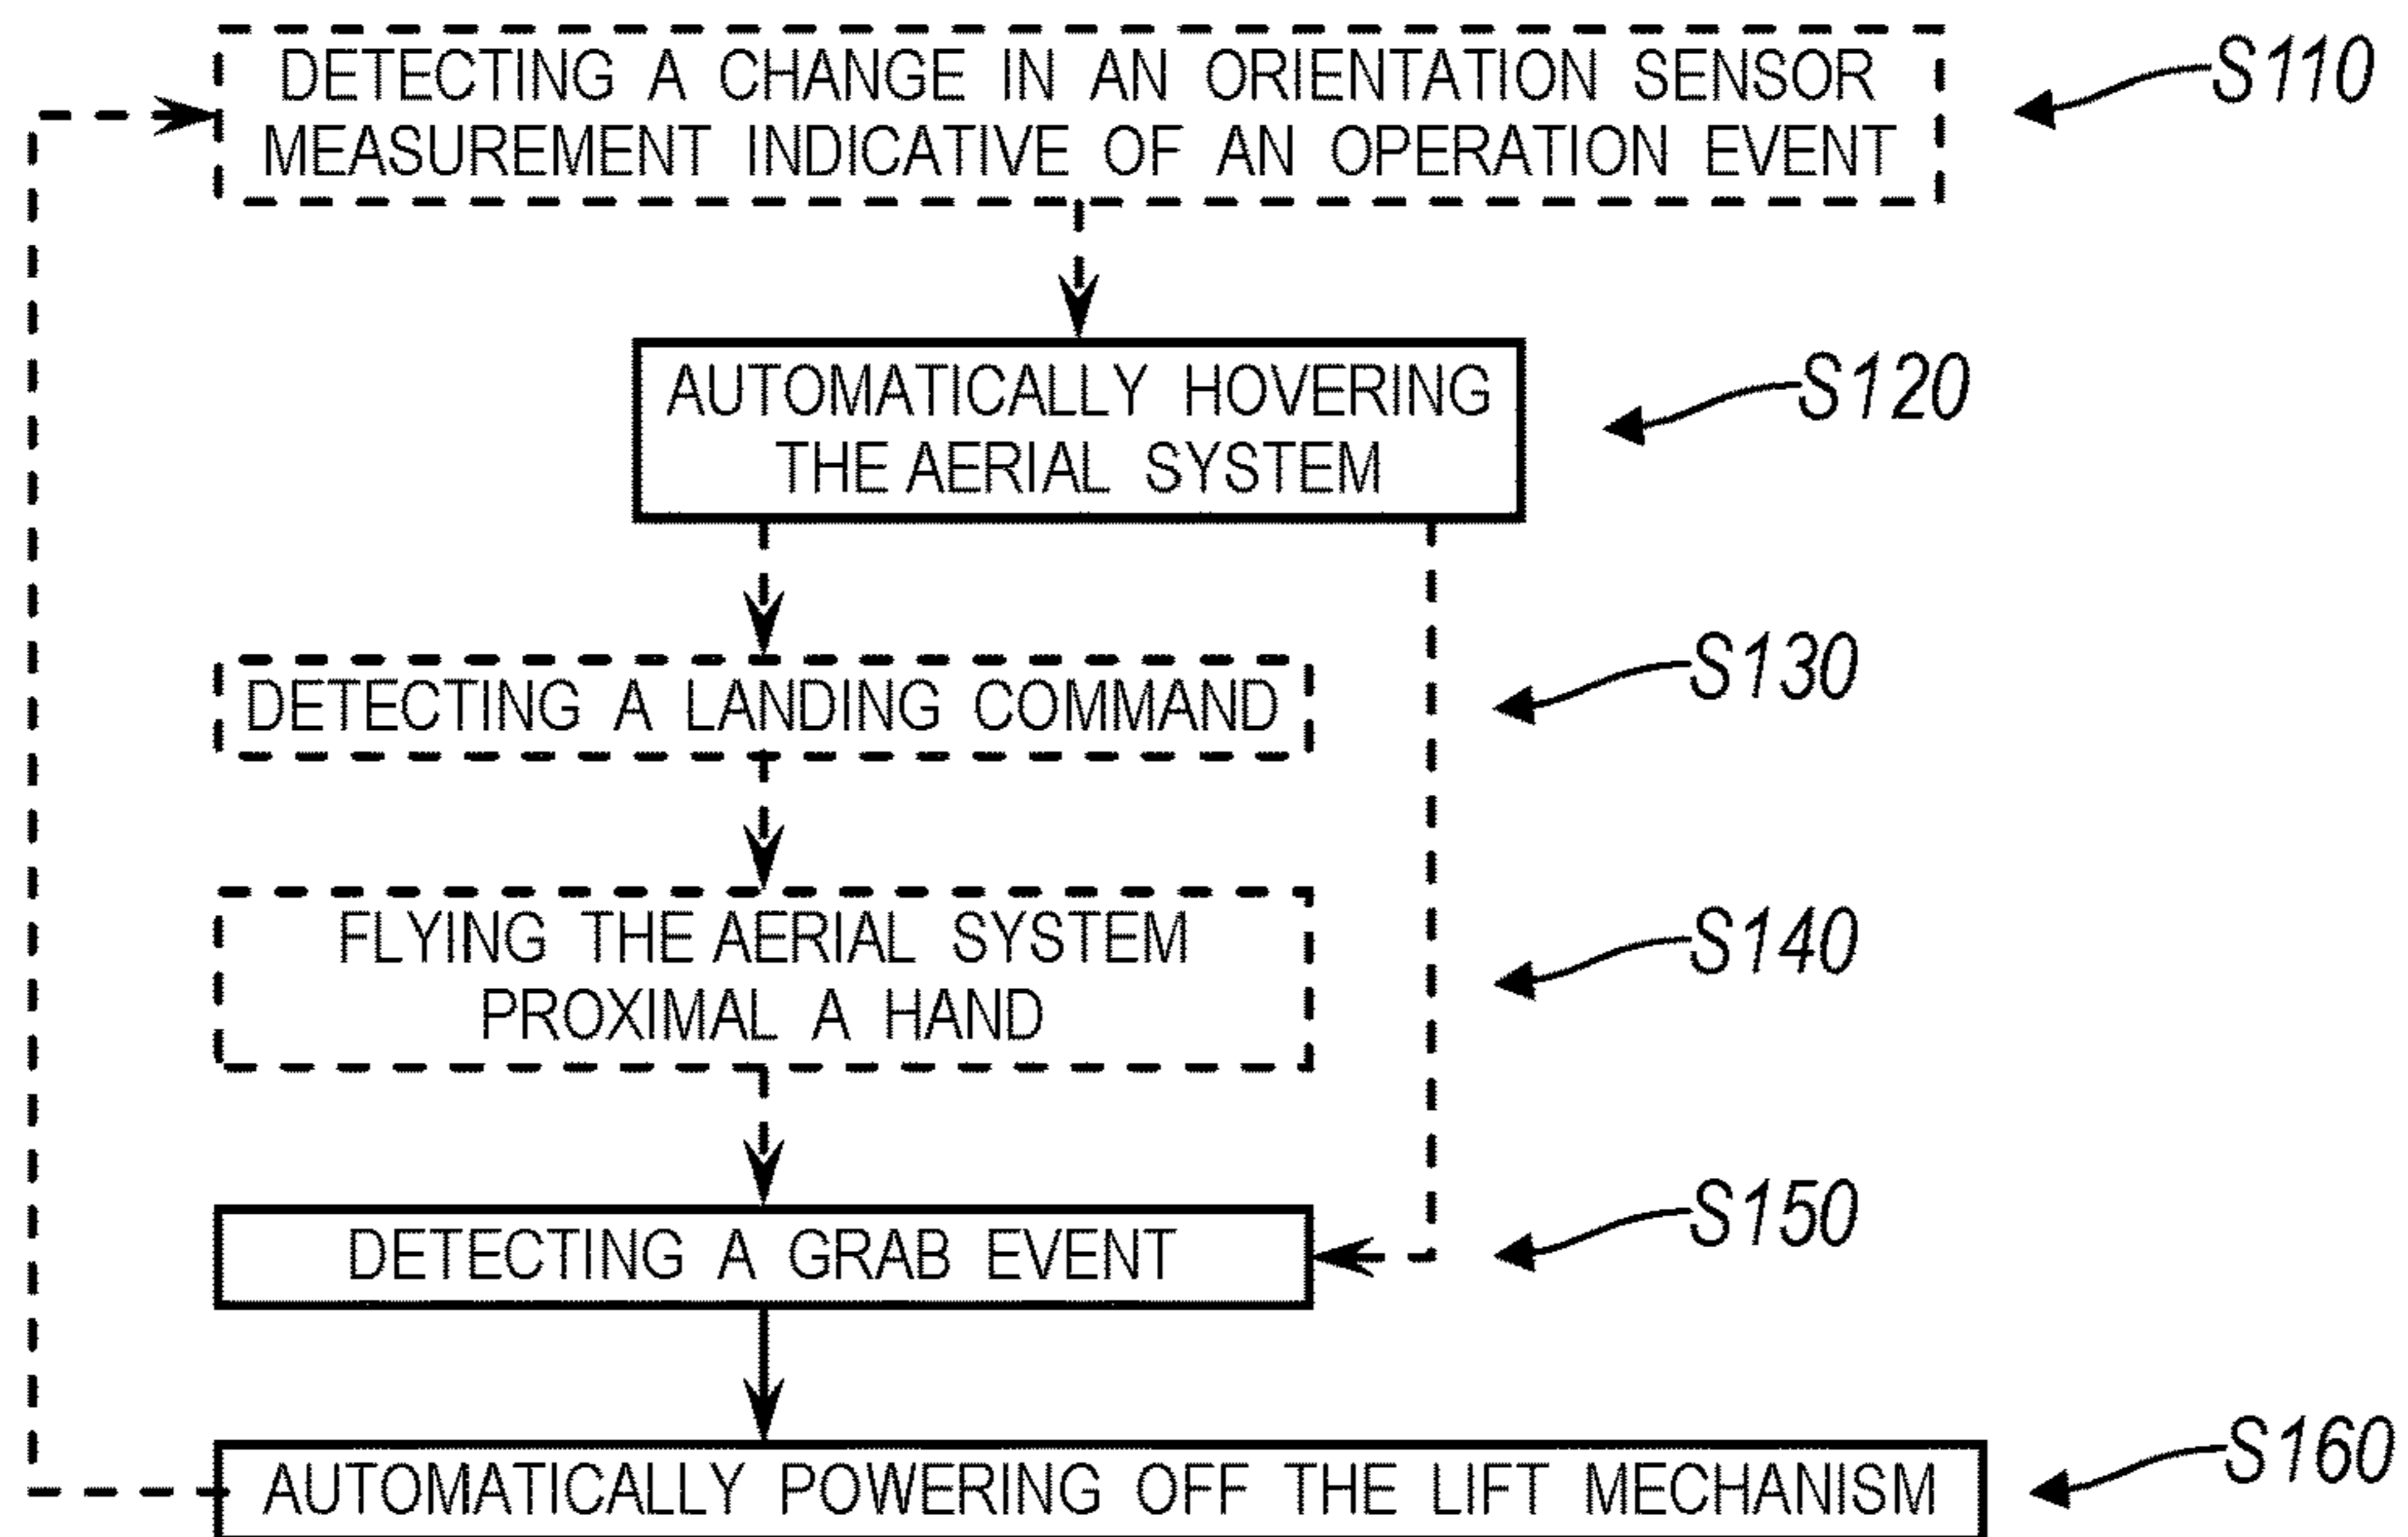 DETECTING A CHANGE IN AN ORIENTATION SENSOR
MEASUREMENT INDICATIVE OF AN OPERATION EVENT
S110
AUTOMATICALLY HOVERING
THE AERIAL SYSTEM
S120
DETECTING A LANDING COMMAND
S130
FLYING THE AERIAL SYSTEM
PROXIMAL A HAND
S140
DETECTING A GRAB EVENT
S150
AUTOMATICALLY POWERING OFF THE LIFT MECHANISM
S160